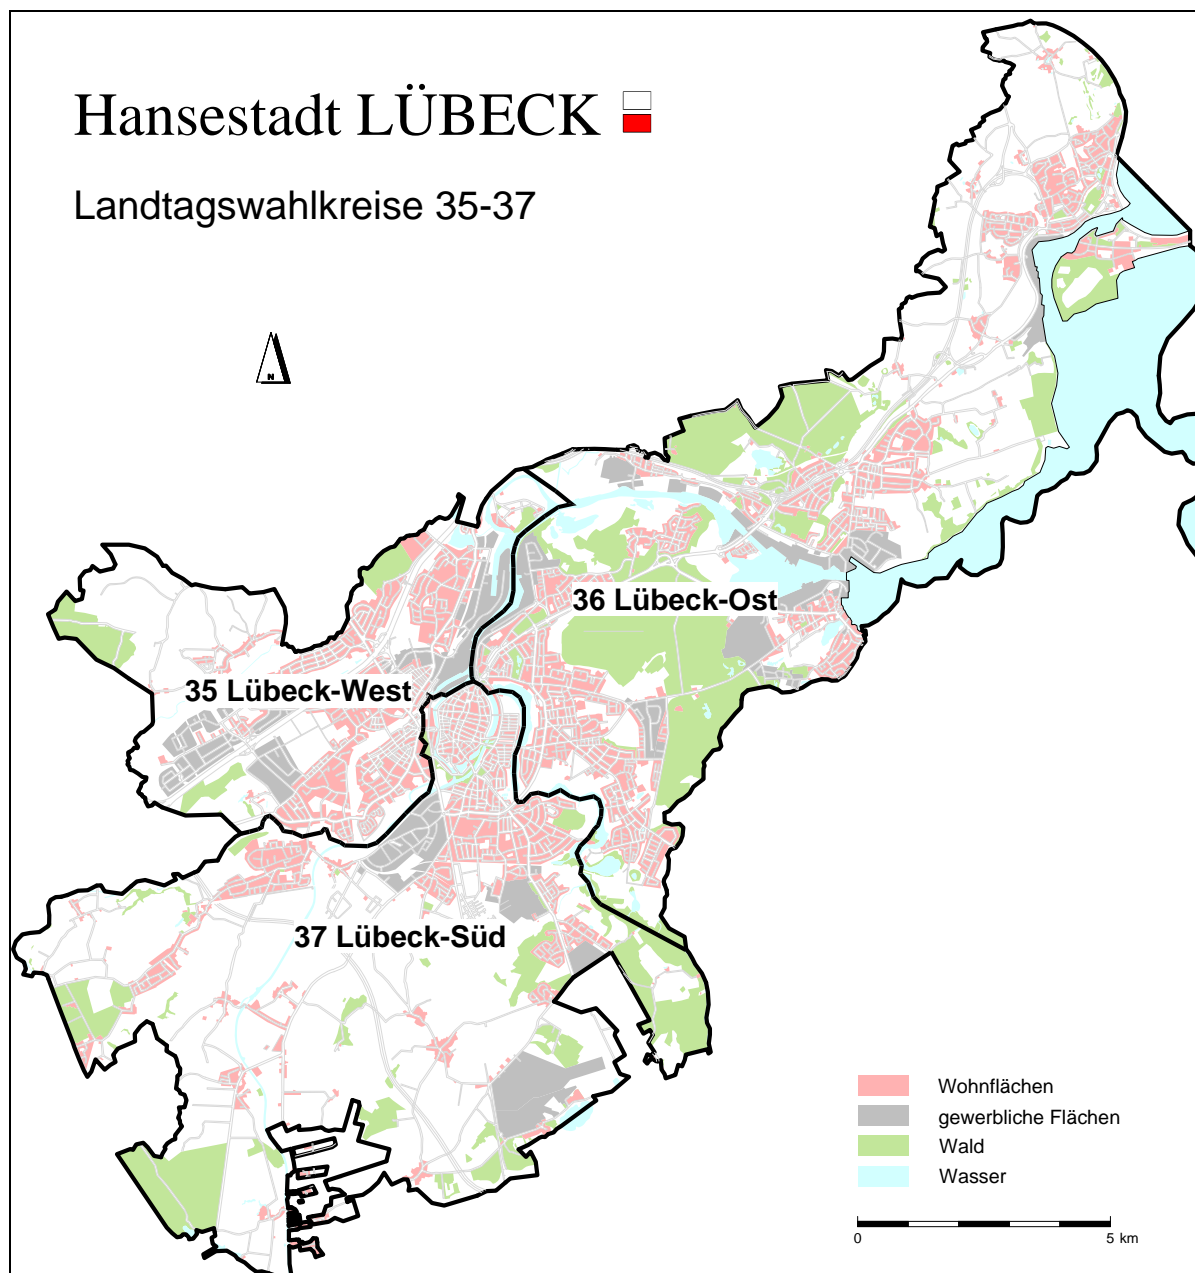 Hansestadt LÜBECK
Landtagswahlkreise 35-37
N
36 Lübeck-Ost
35 Lübeck-West
37 Lübeck-Süd
Wohnflächen
gewerbliche Flächen
Wald
Wasser
0 5 km